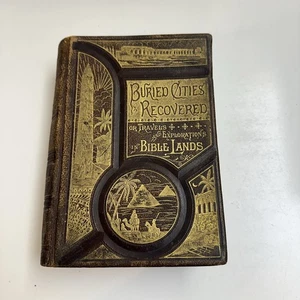 BURIED CITIES
RECOVERED
OR TRAVELS
AND EXPLORATIONS
IN BIBLE LANDS